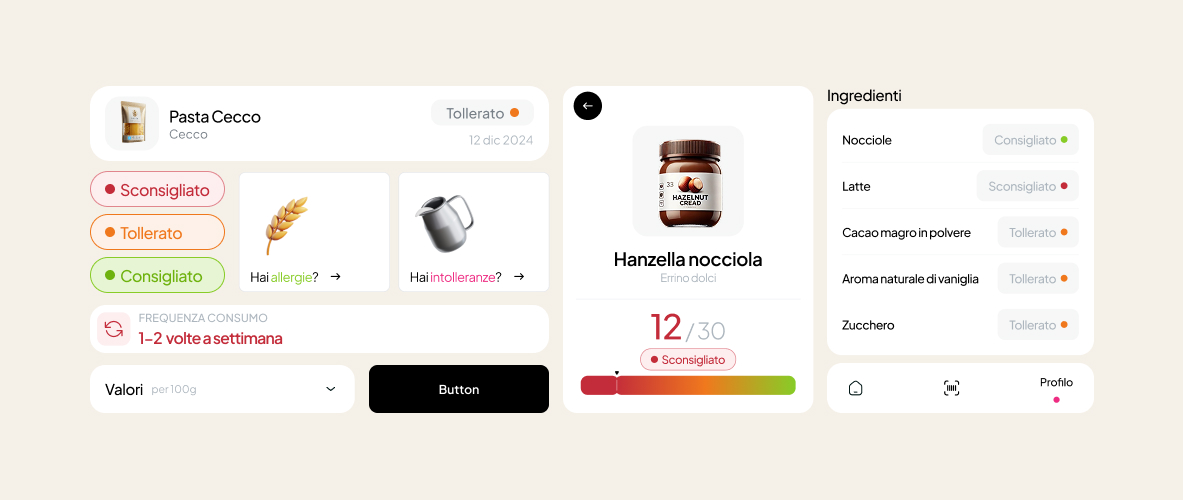 Pasta Cecco
Cecco
Tollerato
12 dic 2024
Sconsigliato
Tollerato
Consigliato
Hai allergie?
Hai intolleranze?
FREQUENZA CONSUMO
1-2 volte a settimana
Valori per 100g
Button
33
HAZELNUT
CREAD
Hanzella nocciola
Errino dolci
12 / 30
Sconsigliato
Ingredienti
Nocciole Consigliato
Latte Sconsigliato
Cacao magro in polvere Tollerato
Aroma naturale di vaniglia Tollerato
Zucchero Tollerato
Profilo